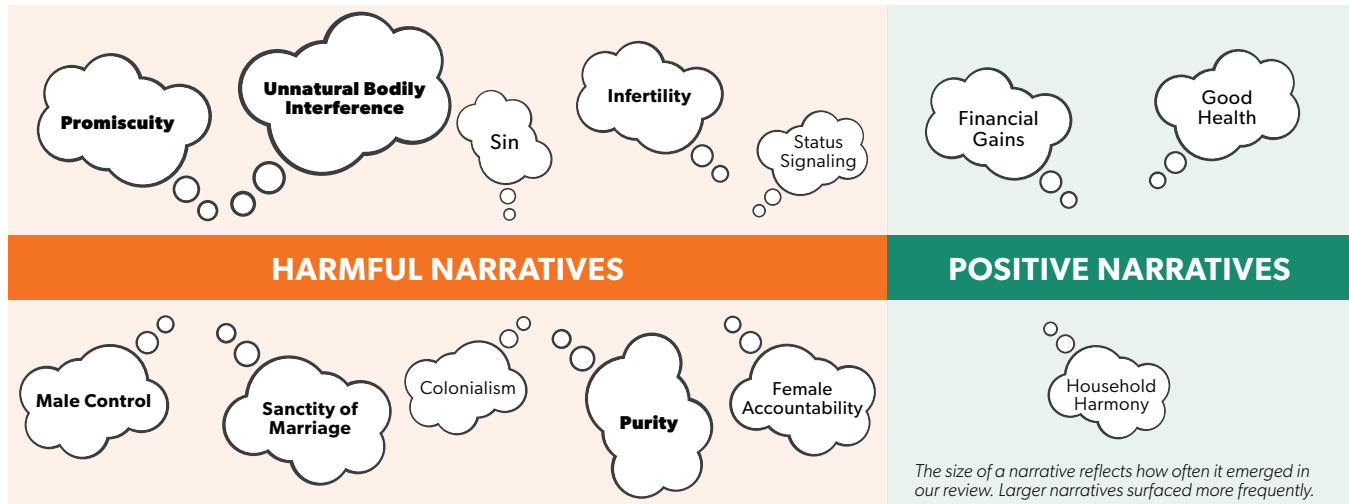 Promiscuity
Unnatural Bodily
Interference
Sin
Infertility
Status
Signaling
Financial
Gains
Good
Health
HARMFUL NARRATIVES
POSITIVE NARRATIVES
Male Control
Sanctity of
Marriage
Colonialism
Purity
Female
Accountability
Household
Harmony
The size of a narrative reflects how often it emerged in
our review. Larger narratives surfaced more frequently.